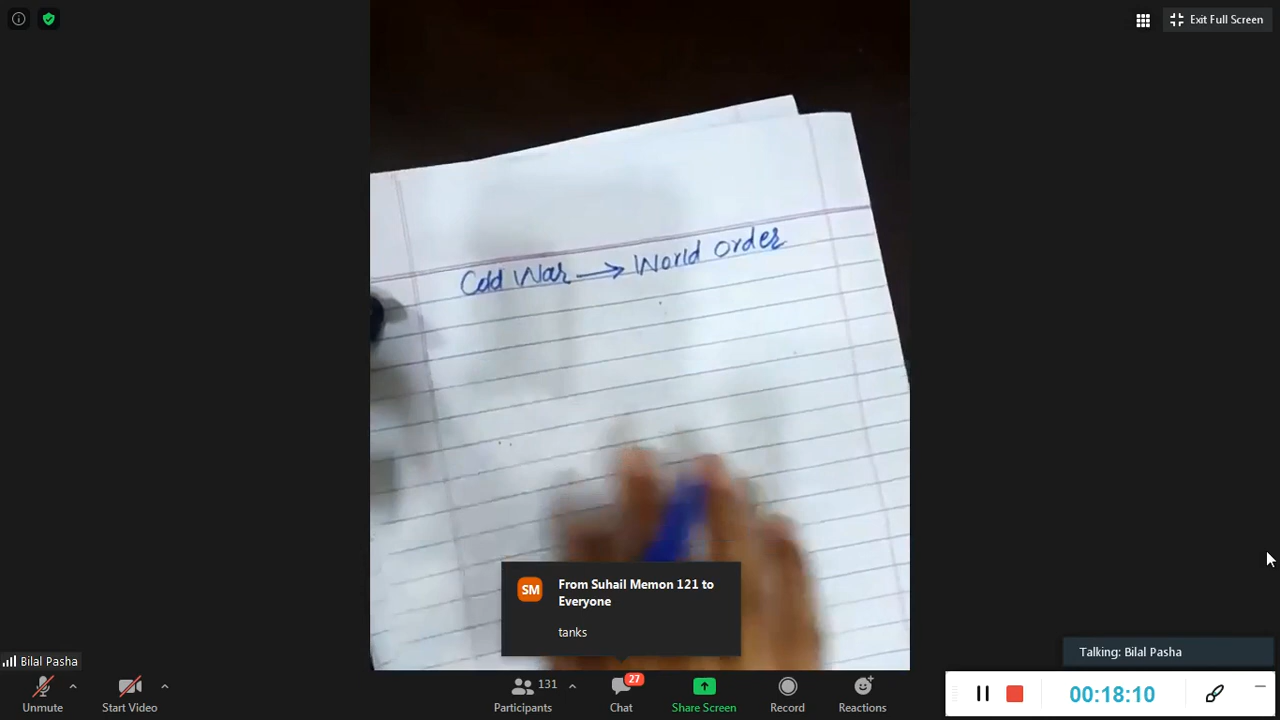 Exit Full Screen
Cold War → World Order
SM
From Suhail Memon 121 to
Everyone
tanks
Bilal Pasha
Talking: Bilal Pasha
Unmute
Start Video
131
Participants
27
Chat
Share Screen
Record
Reactions
00:18:10